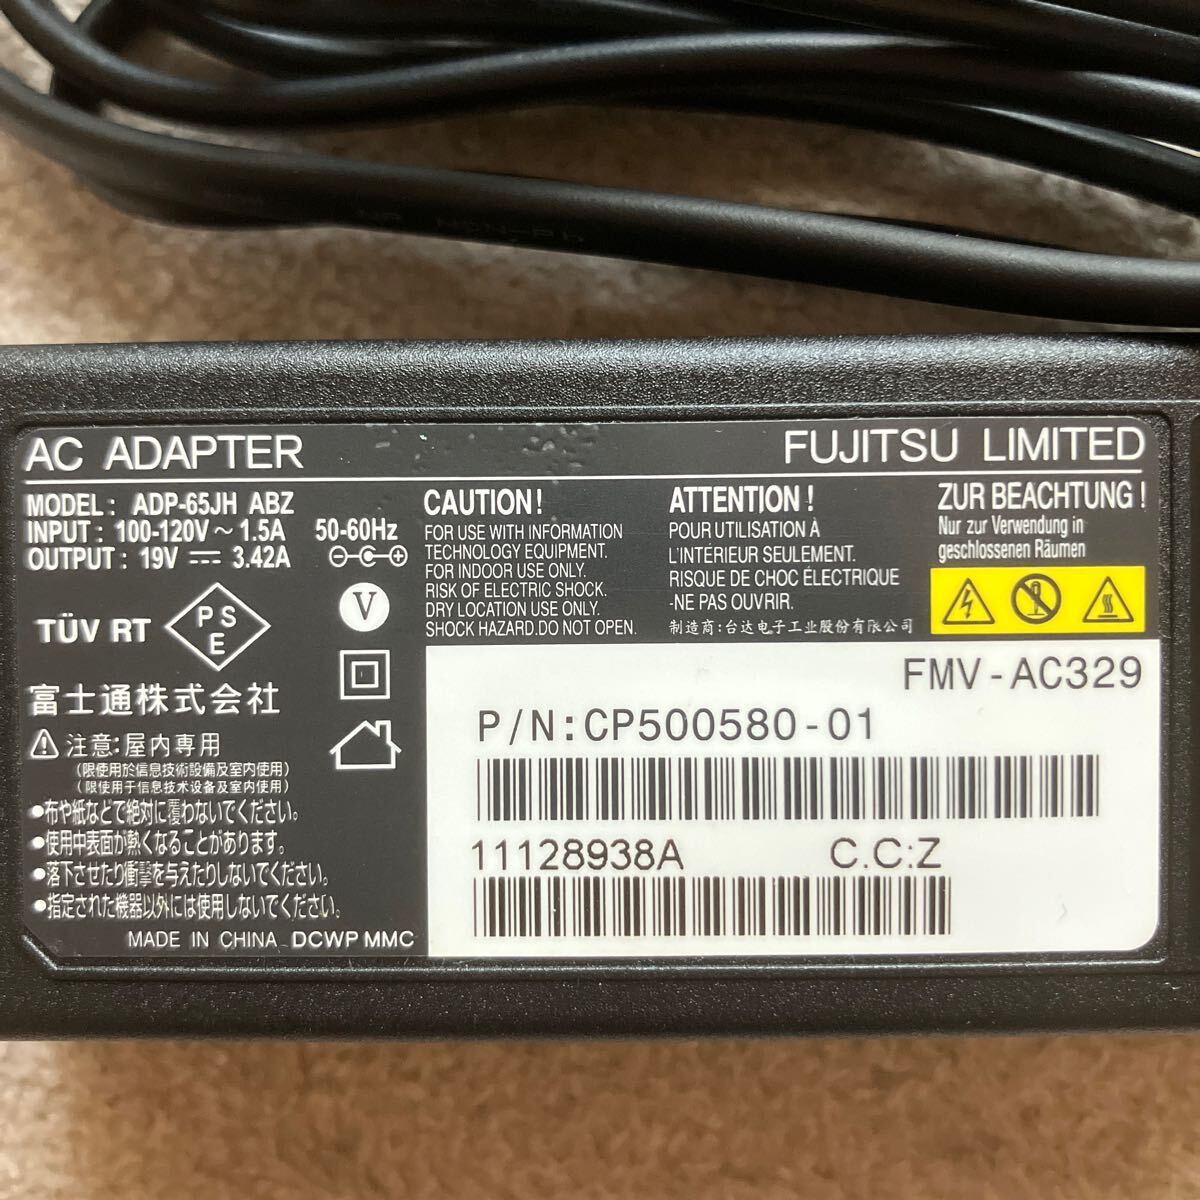 AC ADAPTER
FUJITSU LIMITED
MODEL: ADP-65JH ABZ
INPUT: 100-120V～1.5A 50-60Hz
OUTPUT: 19V ⎓ 3.42A
TÜV RT
PSE
V
富士通株式会社
注意:屋内専用
(限使用於信息技術設備及室内使用)
(限使用于信息技术设备及室内使用)
•布や紙などで絶対に覆わないでください。
•使用中表面が熱くなることがあります。
•落下させたり衝撃を与えたりしないでください。
•指定された機器以外には使用しないでください。
MADE IN CHINA DCWP MMC
CAUTION!
FOR USE WITH INFORMATION
TECHNOLOGY EQUIPMENT.
FOR INDOOR USE ONLY.
RISK OF ELECTRIC SHOCK.
DRY LOCATION USE ONLY.
SHOCK HAZARD.DO NOT OPEN.
ATTENTION!
POUR UTILISATION À
L'INTÉRIEUR SEULEMENT.
RISQUE DE CHOC ÉLECTRIQUE
-NE PAS OUVRIR.
制造商:台达电子工业股份有限公司
ZUR BEACHTUNG!
Nur zur Verwendung in
geschlossenen Räumen
FMV-AC329
P/N:CP500580-01
11128938A C.C:Z